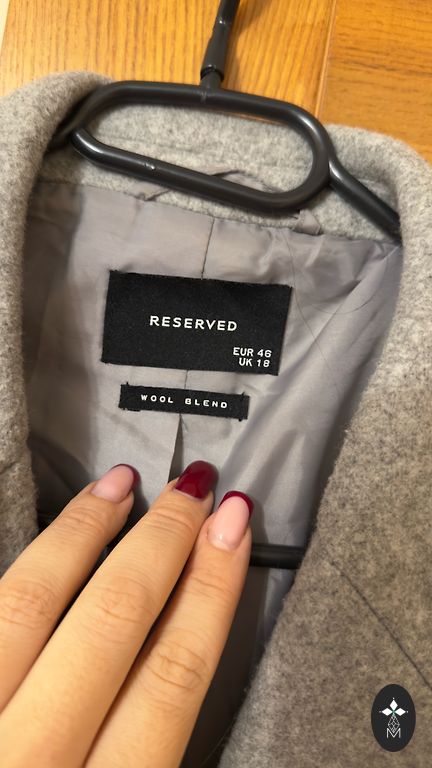 RESERVED
EUR 46
UK 18
WOOL BLEND
M